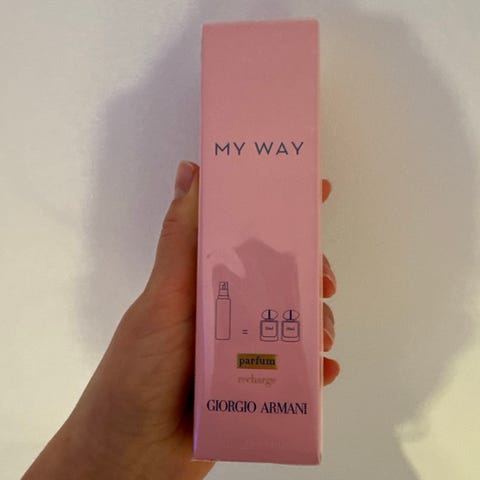 MY WAY
=
parfum
recharge
GIORGIO ARMANI